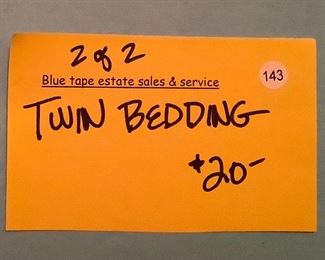 2 of 2
Blue tape estate sales & service
143
TWIN BEDDING
$20-